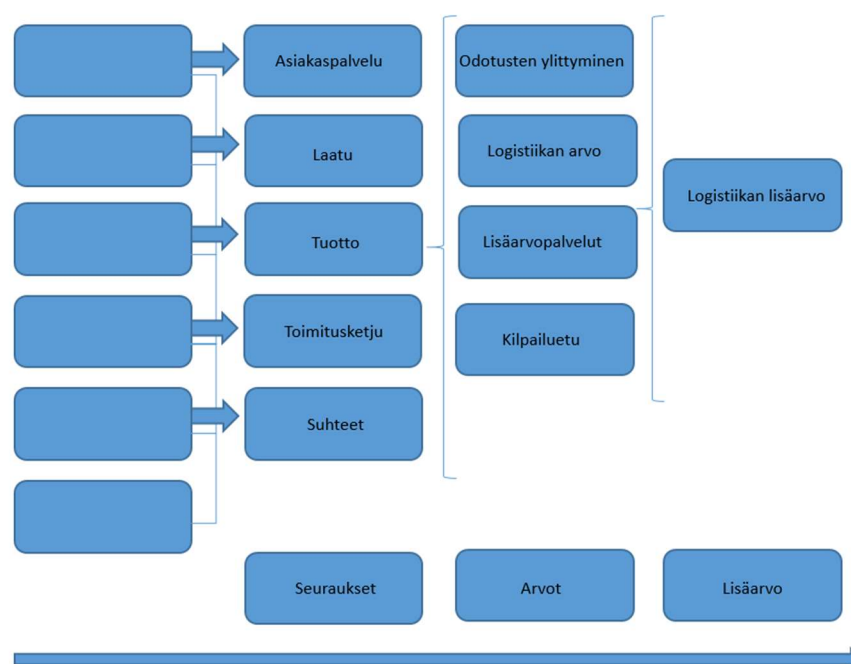 Asiakaspalvelu
Odotusten ylittyminen
Laatu
Logistiikan arvo
Logistiikan lisäarvo
Tuotto
Lisäarvopalvelut
Toimitusketju
Kilpailuetu
Suhteet
Seuraukset
Arvot
Lisäarvo